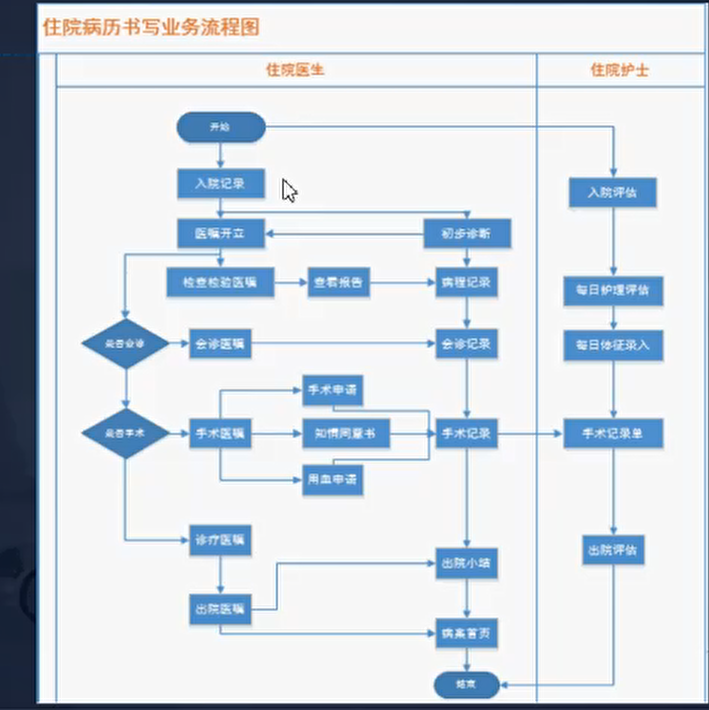 住院病历书写业务流程图
住院医生
住院护士
开始
入院记录
入院评估
医嘱开立
初步诊断
检查检验医嘱
查看报告
病程记录
每日护理评估
是否会诊
会诊医嘱
会诊记录
每日体征录入
手术申请
是否手术
手术医嘱
知情同意书
手术记录
手术记录单
用血申请
诊疗医嘱
出院评估
出院小结
出院医嘱
病案首页
结束